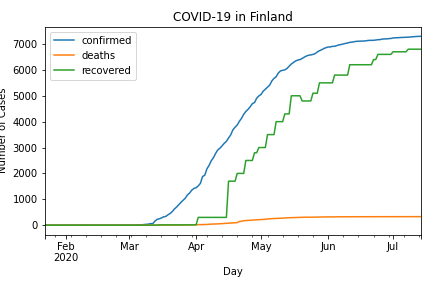 COVID-19 in Finland
confirmed
deaths
recovered
7000
6000
5000
4000
3000
2000
1000
0
Number of Cases
Feb
2020
Mar
Apr
May
Jun
Jul
Day